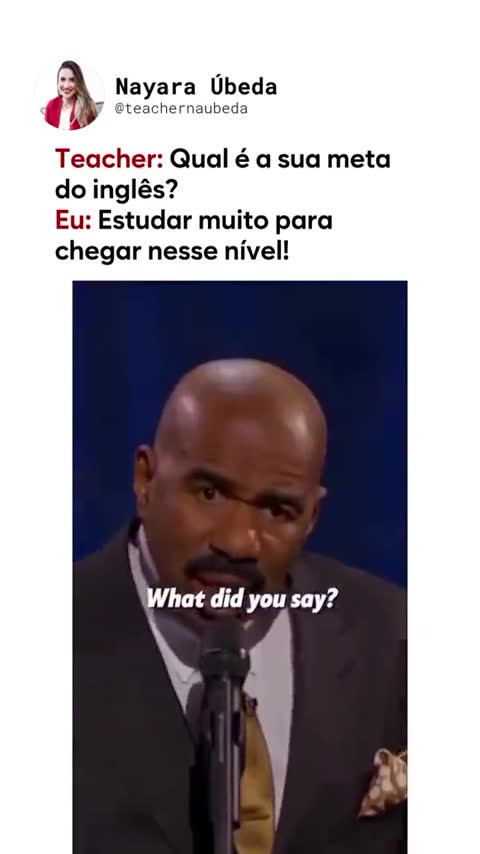 Nayara Úbeda
@teachernaubeda
Teacher: Qual é a sua meta
do inglês?
Eu: Estudar muito para
chegar nesse nível!
What did you say?